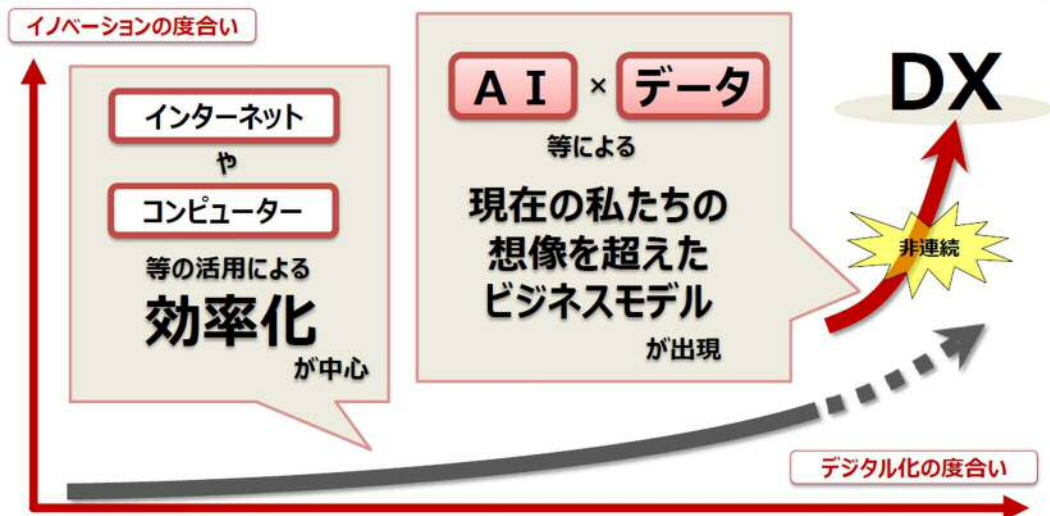 イノベーションの度合い
インターネット
や
コンピューター
等の活用による
効率化
が中心
ＡＩ × データ
等による
現在の私たちの
想像を超えた
ビジネスモデル
が出現
DX
非連続
デジタル化の度合い